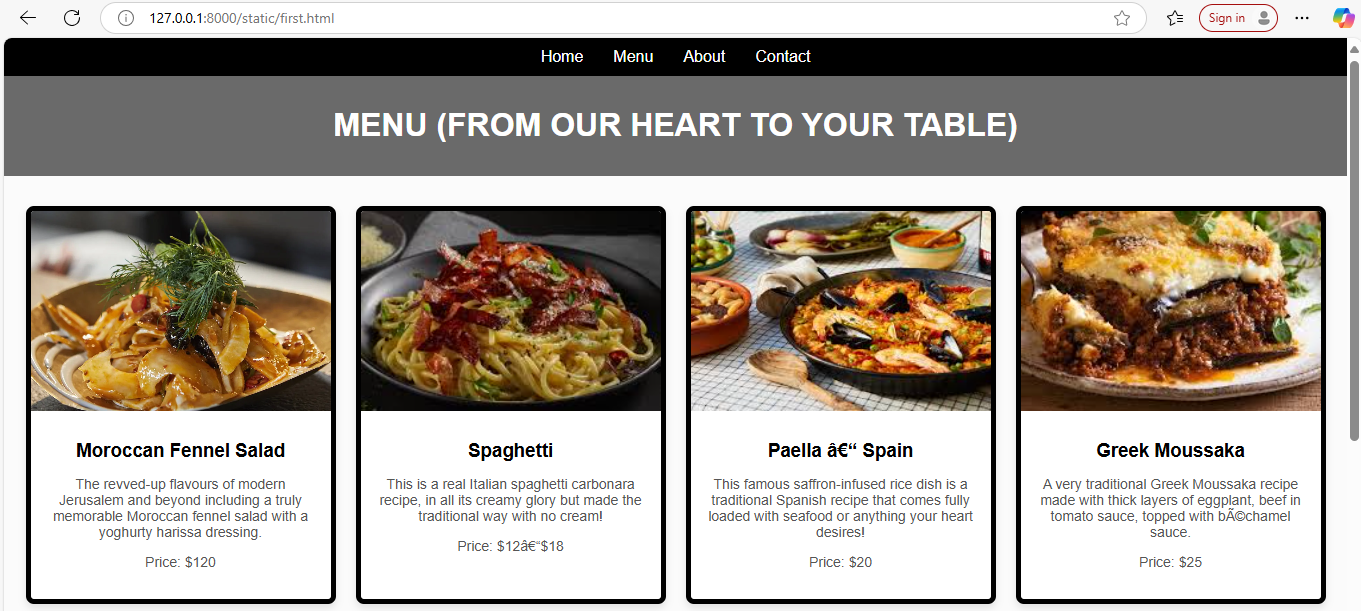 127.0.0.1:8000/static/first.html
Sign in
Home Menu About Contact
MENU (FROM OUR HEART TO YOUR TABLE)
Moroccan Fennel Salad
The revved-up flavours of modern
Jerusalem and beyond including a truly
memorable Moroccan fennel salad with a
yoghurty harissa dressing.
Price: $120
Spaghetti
This is a real Italian spaghetti carbonara
recipe, in all its creamy glory but made the
traditional way with no cream!
Price: $12â€“$18
Paella â€“ Spain
This famous saffron-infused rice dish is a
traditional Spanish recipe that comes fully
loaded with seafood or anything your heart
desires!
Price: $20
Greek Moussaka
A very traditional Greek Moussaka recipe
made with thick layers of eggplant, beef in
tomato sauce, topped with bÃ©chamel
sauce.
Price: $25